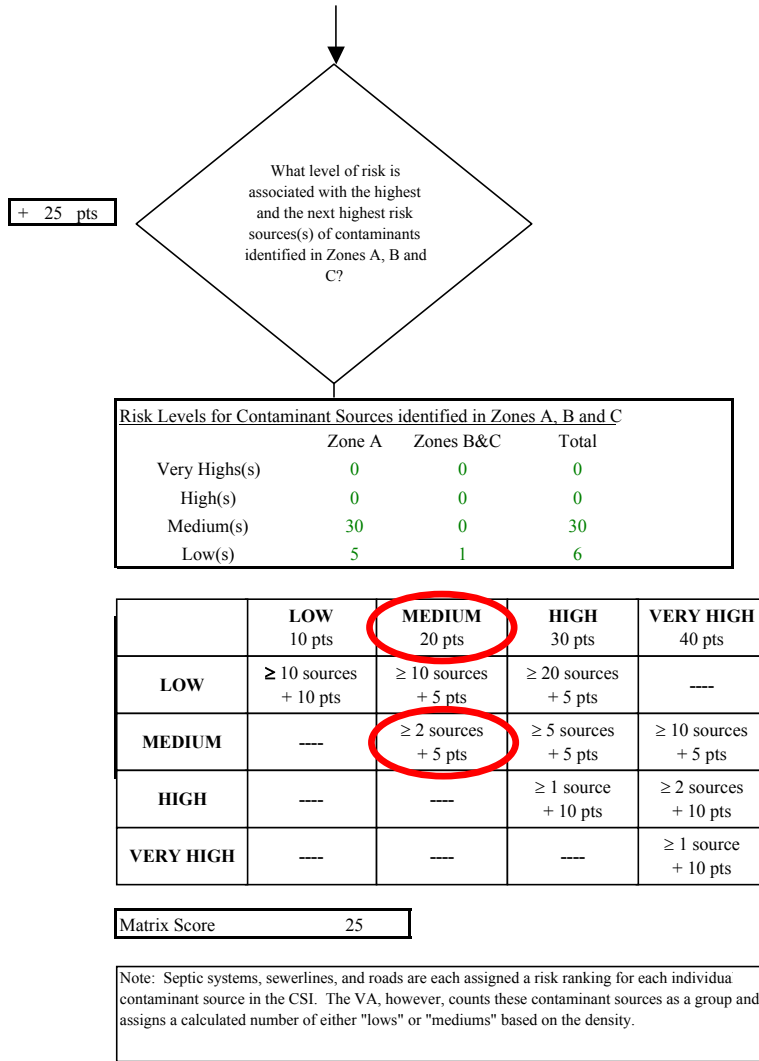 What level of risk is
associated with the highest
and the next highest risk
sources(s) of contaminants
identified in Zones A, B and
C?
+ 25 pts
Risk Levels for Contaminant Sources identified in Zones A, B and C
Zone A Zones B&C Total
Very Highs(s) 0 0 0
High(s) 0 0 0
Medium(s) 30 0 30
Low(s) 5 1 6
LOW MEDIUM HIGH VERY HIGH
10 pts 20 pts 30 pts 40 pts
LOW ≥ 10 sources ≥ 10 sources ≥ 20 sources ----
+ 10 pts + 5 pts + 5 pts
MEDIUM ---- ≥ 2 sources ≥ 5 sources ≥ 10 sources
+ 5 pts + 5 pts + 5 pts
HIGH ---- ---- ≥ 1 source ≥ 2 sources
+ 10 pts + 10 pts
VERY HIGH ---- ---- ---- ≥ 1 source
+ 10 pts
Matrix Score 25
Note: Septic systems, sewerlines, and roads are each assigned a risk ranking for each individua
contaminant source in the CSI. The VA, however, counts these contaminant sources as a group and
assigns a calculated number of either "lows" or "mediums" based on the density.